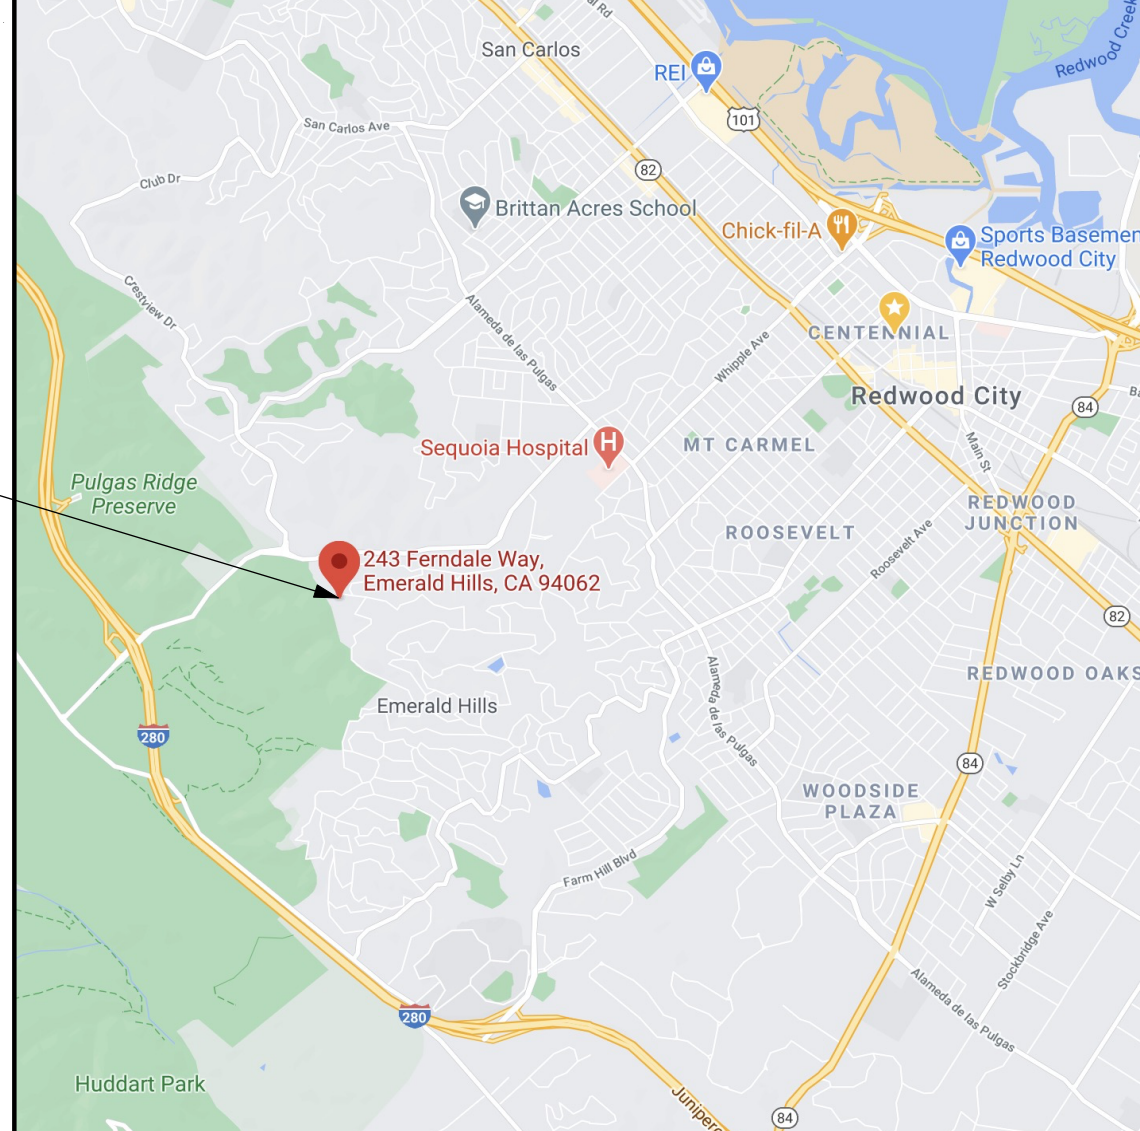 al Rd
San Carlos
REI
Redwood Creek
101
San Carlos Ave
82
Club Dr
Brittan Acres School
Chick-fil-A
Sports Basemen
Redwood City
Crestview Dr
Alameda de las Pulgas
Whipple Ave
CENTENNIAL
Redwood City
84
Ba
Main St
Sequoia Hospital
H
MT CARMEL
Pulgas Ridge
Preserve
REDWOOD
JUNCTION
ROOSEVELT
Roosevelt Ave
243 Ferndale Way,
Emerald Hills, CA 94062
82
REDWOOD OAKS
Alameda de las Pulgas
Emerald Hills
280
84
WOODSIDE
PLAZA
Farm Hill Blvd
W Selby Ln
Stockbridge Ave
Alameda de las Pulgas
280
Huddart Park
Junipero
84